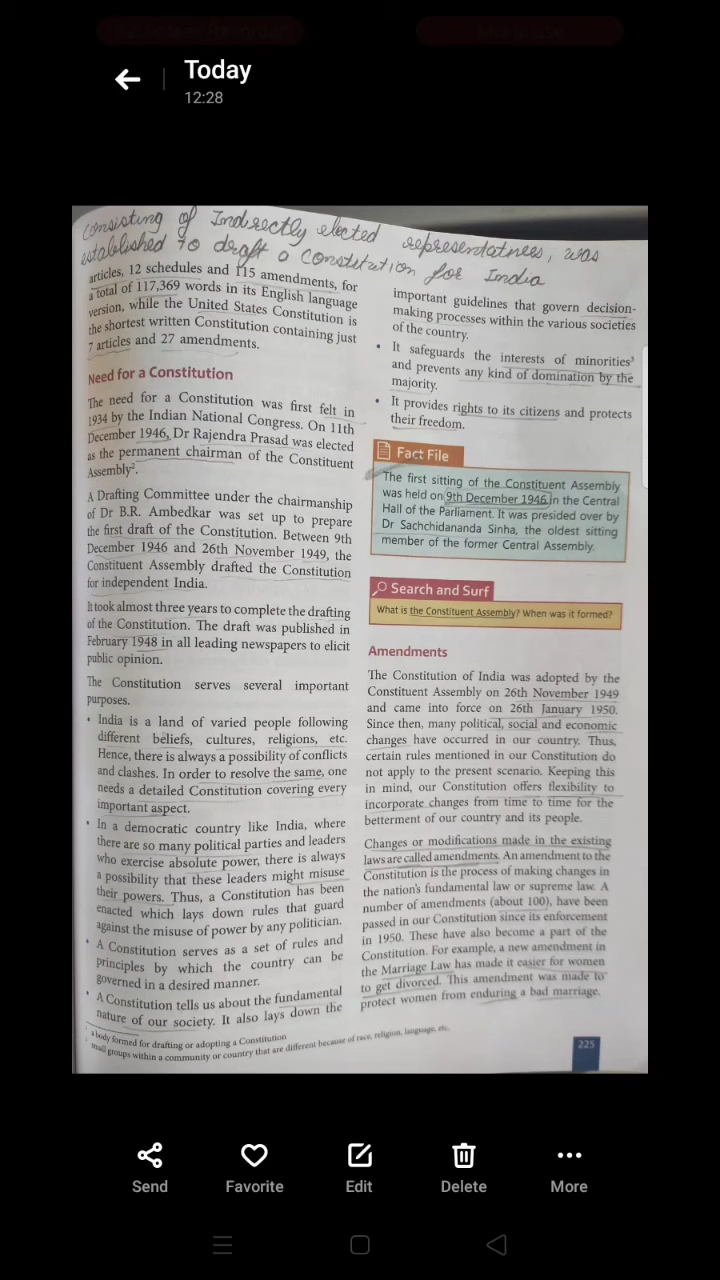 Today
12:28
consisting of Indirectly elected representatives, was
established to draft a constitution for India
articles, 12 schedules and 115 amendments, for
a total of 117,369 words in its English language
version, while the United States Constitution is
the shortest written Constitution containing just
7 articles and 27 amendments.
Need for a Constitution
The need for a Constitution was first felt in
1934 by the Indian National Congress. On 11th
December 1946, Dr Rajendra Prasad was elected
as the permanent chairman of the Constituent
Assembly².
A Drafting Committee under the chairmanship
of Dr B.R. Ambedkar was set up to prepare
the first draft of the Constitution. Between 9th
December 1946 and 26th November 1949, the
Constituent Assembly drafted the Constitution
for independent India.
It took almost three years to complete the drafting
of the Constitution. The draft was published in
February 1948 in all leading newspapers to elicit
public opinion.
The Constitution serves several important
purposes.
• India is a land of varied people following
different beliefs, cultures, religions, etc.
Hence, there is always a possibility of conflicts
and clashes. In order to resolve the same, one
needs a detailed Constitution covering every
important aspect.
• In a democratic country like India, where
there are so many political parties and leaders
who exercise absolute power, there is always
a possibility that these leaders might misuse
their powers. Thus, a Constitution has been
enacted which lays down rules that guard
against the misuse of power by any politician.
• A Constitution serves as a set of rules and
principles by which the country can be
governed in a desired manner.
• A Constitution tells us about the fundamental
nature of our society. It also lays down the
important guidelines that govern decision-
making processes within the various societies
of the country.
• It safeguards the interests of minorities³
and prevents any kind of domination by the
majority.
• It provides rights to its citizens and protects
their freedom.
Fact File
The first sitting of the Constituent Assembly
was held on 9th December 1946 in the Central
Hall of the Parliament. It was presided over by
Dr Sachchidananda Sinha, the oldest sitting
member of the former Central Assembly.
Search and Surf
What is the Constituent Assembly? When was it formed?
Amendments
The Constitution of India was adopted by the
Constituent Assembly on 26th November 1949
and came into force on 26th January 1950.
Since then, many political, social and economic
changes have occurred in our country. Thus,
certain rules mentioned in our Constitution do
not apply to the present scenario. Keeping this
in mind, our Constitution offers flexibility to
incorporate changes from time to time for the
betterment of our country and its people.
Changes or modifications made in the existing
laws are called amendments. An amendment to the
Constitution is the process of making changes in
the nation's fundamental law or supreme law. A
number of amendments (about 100), have been
passed in our Constitution since its enforcement
in 1950. These have also become a part of the
Constitution. For example, a new amendment in
the Marriage Law has made it easier for women
to get divorced. This amendment was made to
protect women from enduring a bad marriage.
a body formed for drafting or adopting a Constitution
small groups within a community or country that are different because of race, religion, language, etc.
225
Send Favorite Edit Delete More